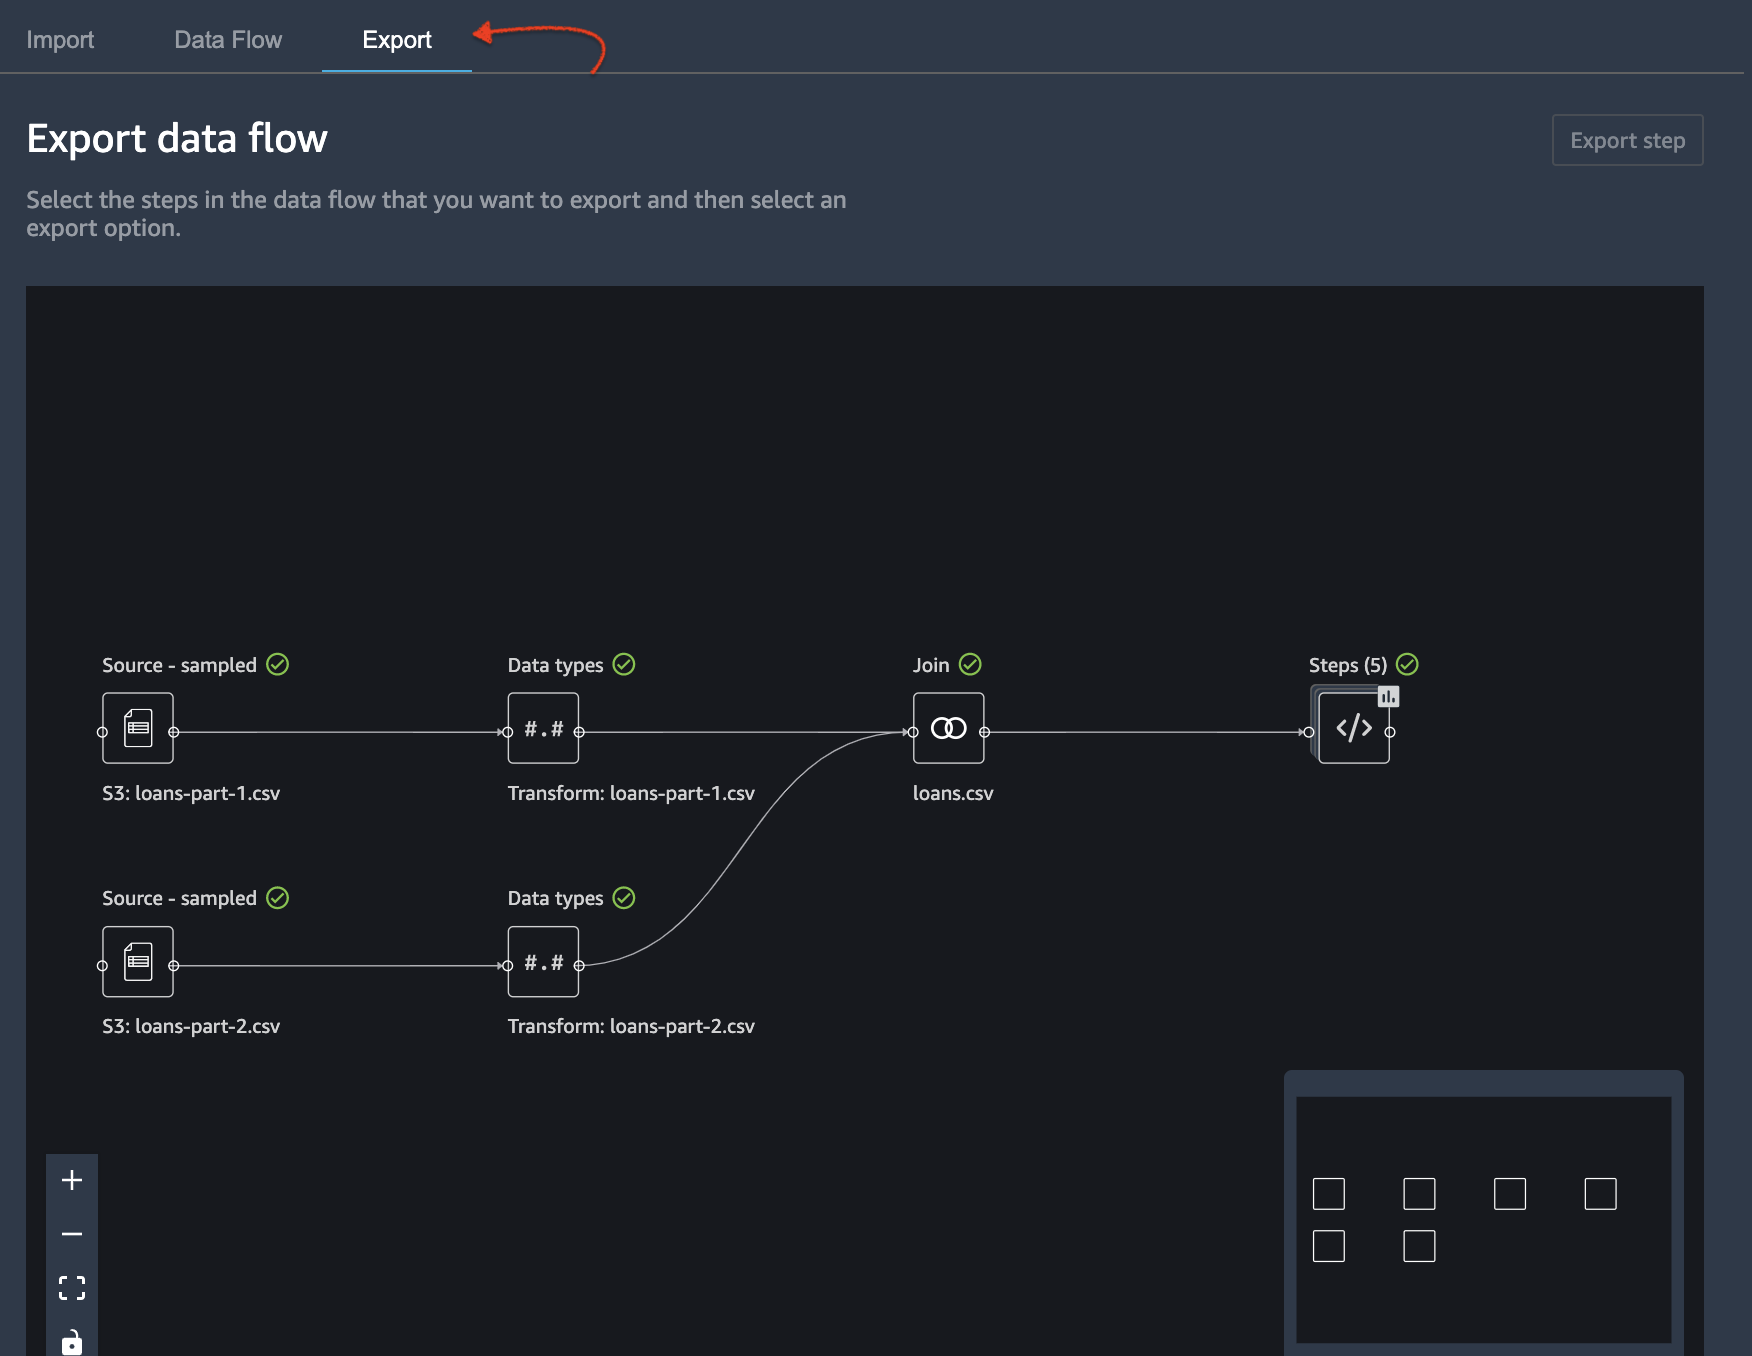 Import
Data Flow
Export
Export data flow
Export step
Select the steps in the data flow that you want to export and then select an
export option.
Source - sampled
Data types
Join
Steps (5)
#.#
</>
S3: loans-part-1.csv
Transform: loans-part-1.csv
loans.csv
Source - sampled
Data types
#.#
S3: loans-part-2.csv
Transform: loans-part-2.csv